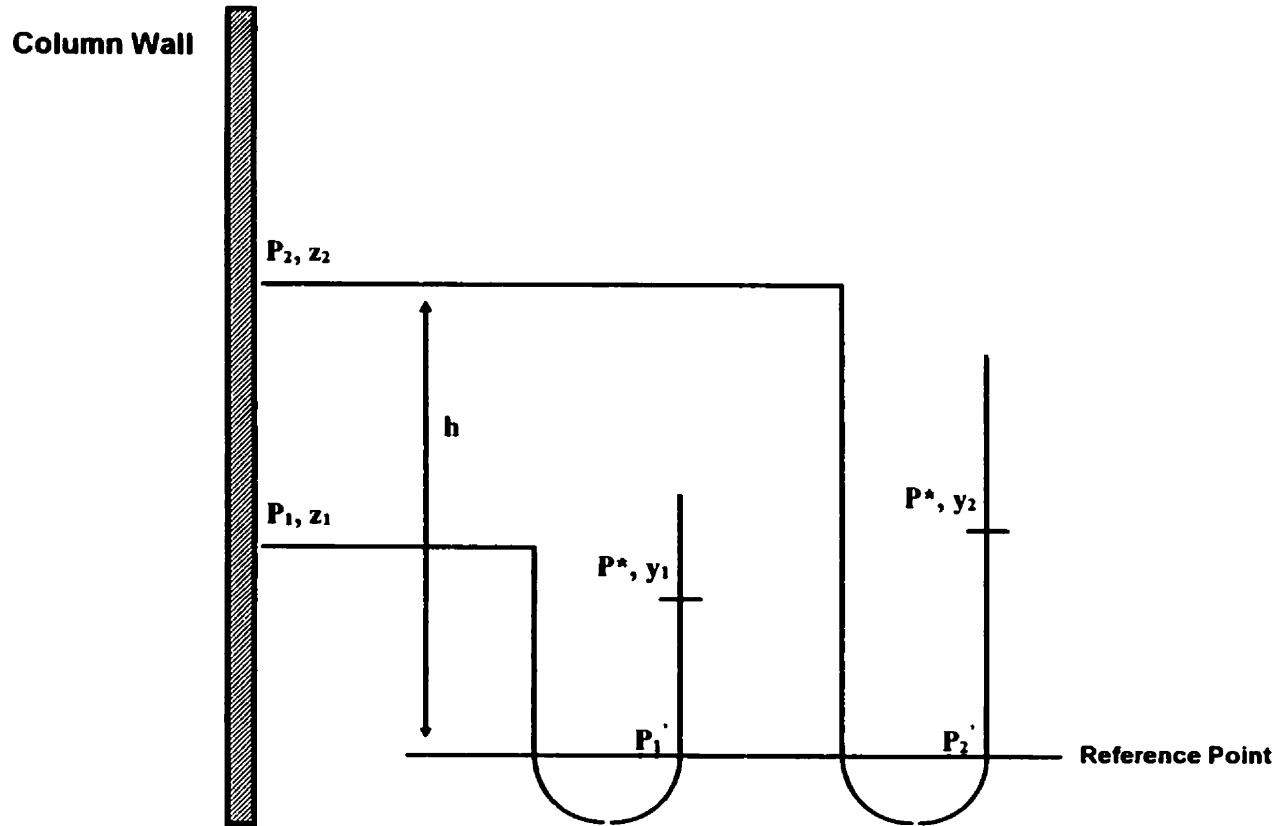 Column Wall
P₂, z₂
h
P₁, z₁
P*, y₂
P*, y₁
P₁'
P₂'
Reference Point